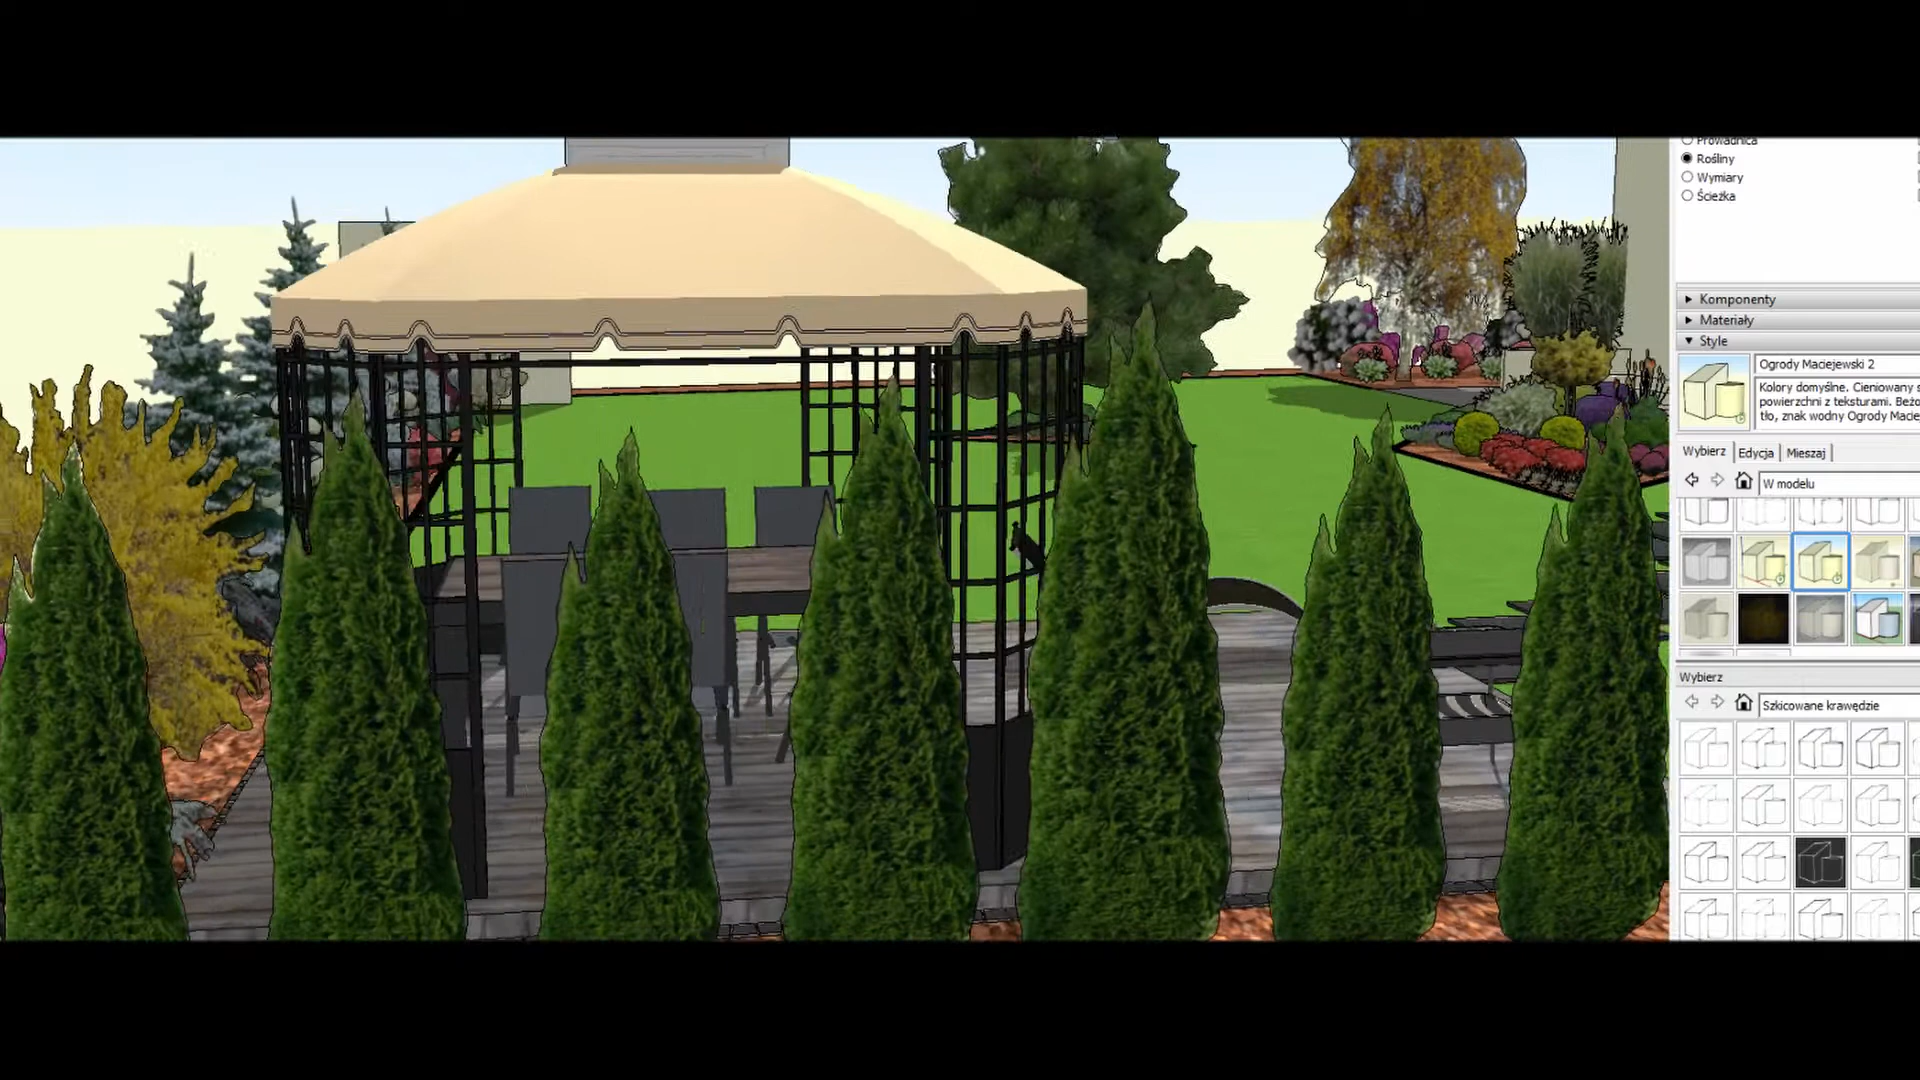 Prowadnica
Rośliny
Wymiary
Ścieżka
Komponenty
Materiały
Style
Ogrody Maciejewski 2
Kolory domyślne. Cieniowany s
powierzchni z teksturami. Beżo
tło, znak wodny Ogrody Macie
Wybierz
Edycja
Mieszaj
W modelu
Wybierz
Szkicowane krawędzie